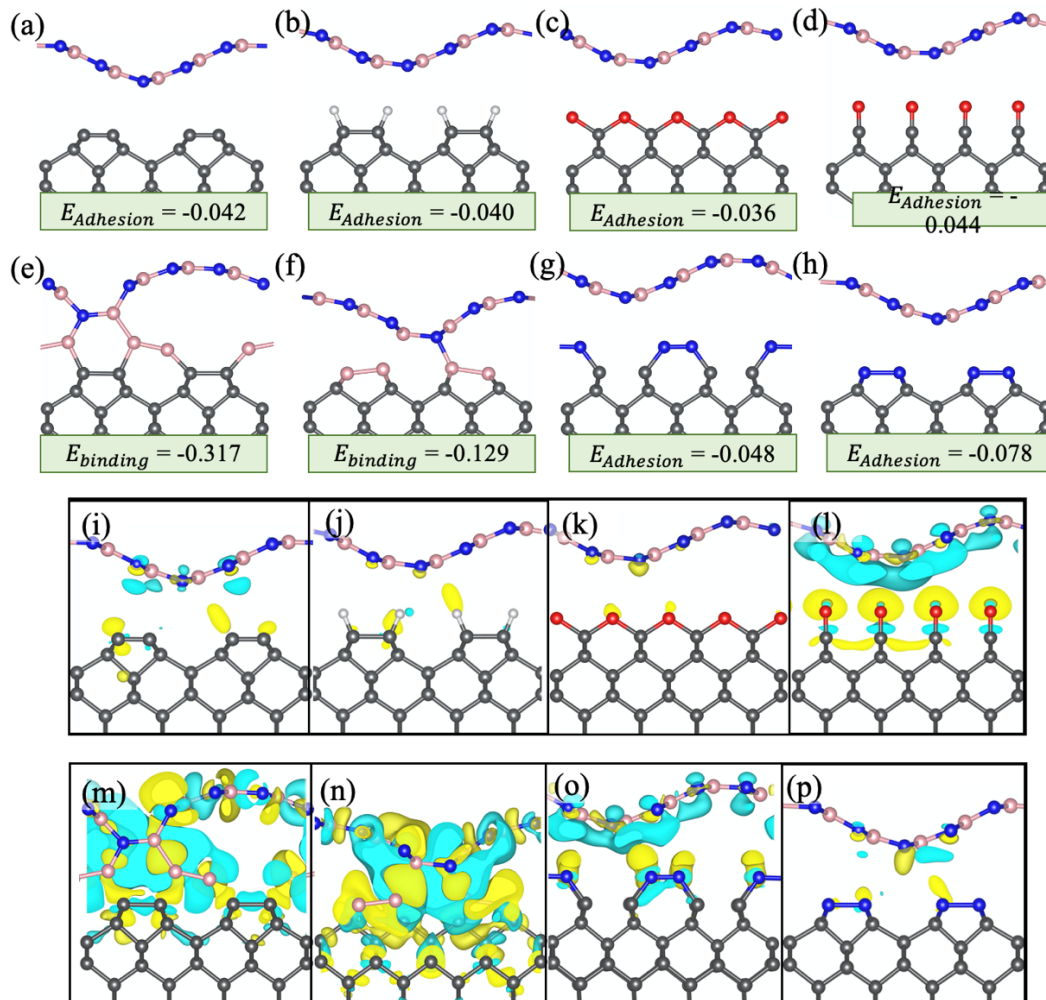 (a)
(b)
(c)
(d)
E_Adhesion = -0.042
E_Adhesion = -0.040
E_Adhesion = -0.036
E_Adhesion = -
0.044
(e)
(f)
(g)
(h)
E_binding = -0.317
E_binding = -0.129
E_Adhesion = -0.048
E_Adhesion = -0.078
(i)
(j)
(k)
(l)
(m)
(n)
(o)
(p)